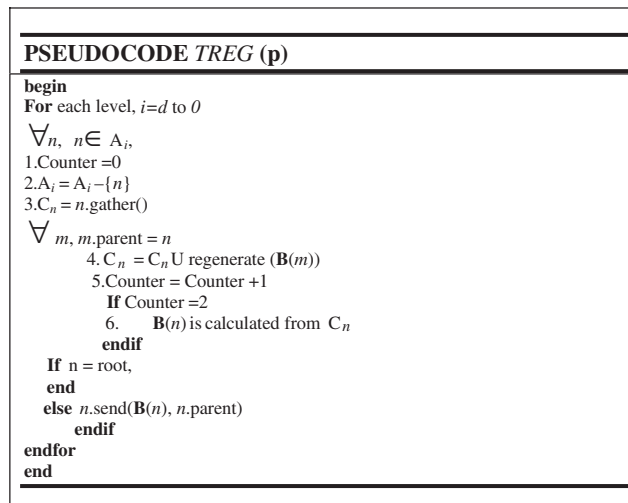 PSEUDOCODE TREG (p)
begin
For each level, i=d to 0
∀n, n∈ Aᵢ,
1.Counter =0
2.Aᵢ = Aᵢ –{n}
3.Cₙ = n.gather()
∀ m, m.parent = n
4. Cₙ = Cₙ U regenerate (B(m))
5.Counter = Counter +1
If Counter =2
6. B(n) is calculated from Cₙ
endif
If n = root,
end
else n.send(B(n), n.parent)
endif
endfor
end